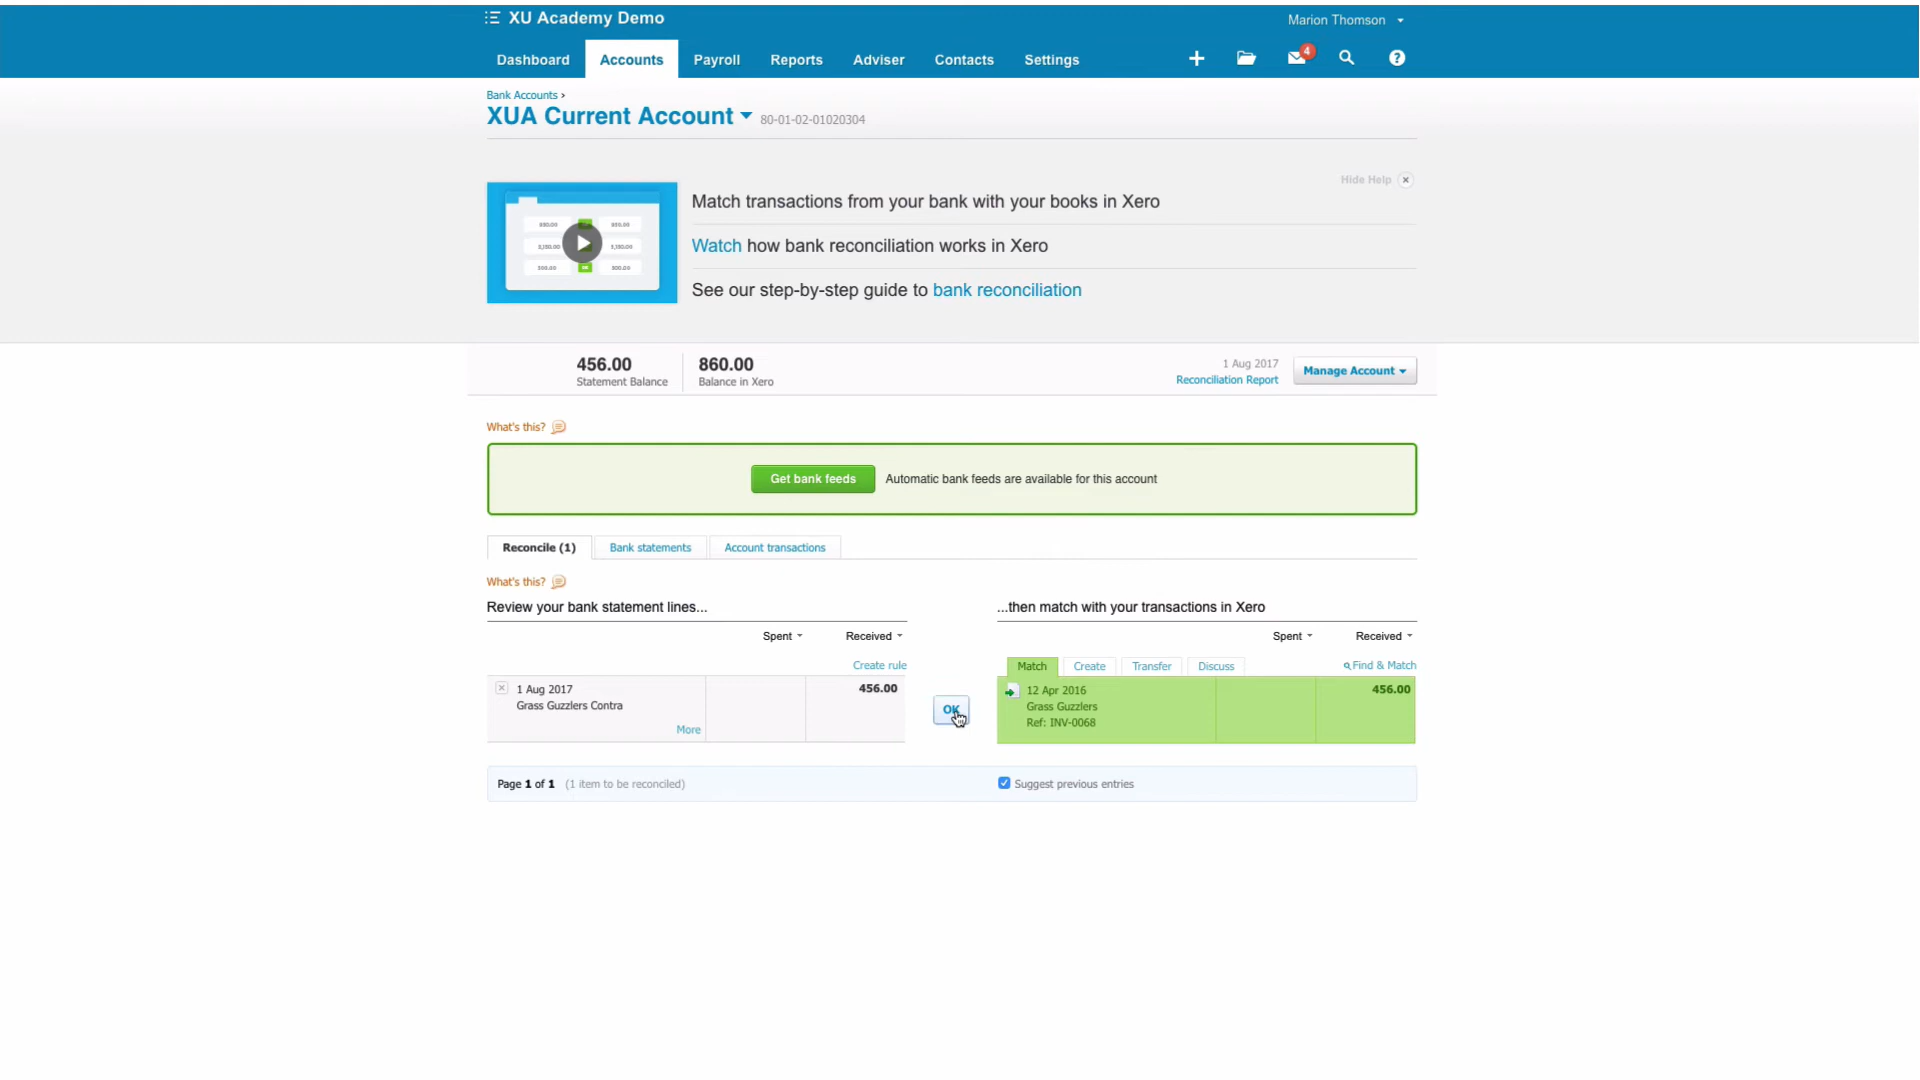 XU Academy Demo
Marion Thomson
Dashboard Accounts Payroll Reports Adviser Contacts Settings
4
?
Bank Accounts ›
XUA Current Account 80-01-02-01020304
Hide Help
Match transactions from your bank with your books in Xero
Watch how bank reconciliation works in Xero
See our step-by-step guide to bank reconciliation
456.00
Statement Balance
860.00
Balance in Xero
1 Aug 2017
Reconciliation Report
Manage Account
What's this?
Get bank feeds Automatic bank feeds are available for this account
Reconcile (1) Bank statements Account transactions
What's this?
Review your bank statement lines...
...then match with your transactions in Xero
Spent Received
Spent Received
Create rule
Match Create Transfer Discuss Find & Match
1 Aug 2017
Grass Guzzlers Contra
456.00
More
OK
12 Apr 2016
Grass Guzzlers
Ref: INV-0068
456.00
Page 1 of 1 (1 item to be reconciled)
Suggest previous entries